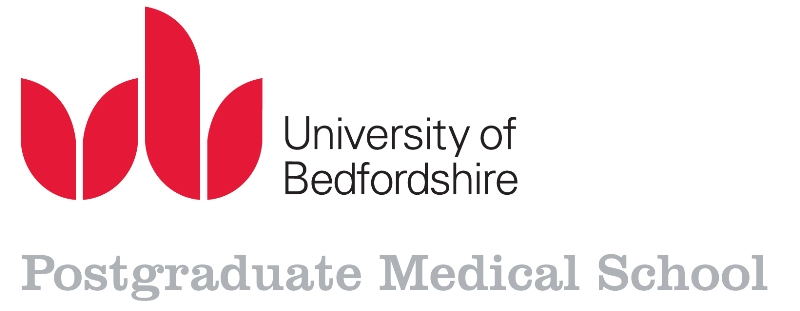 University of
Bedfordshire
Postgraduate Medical School